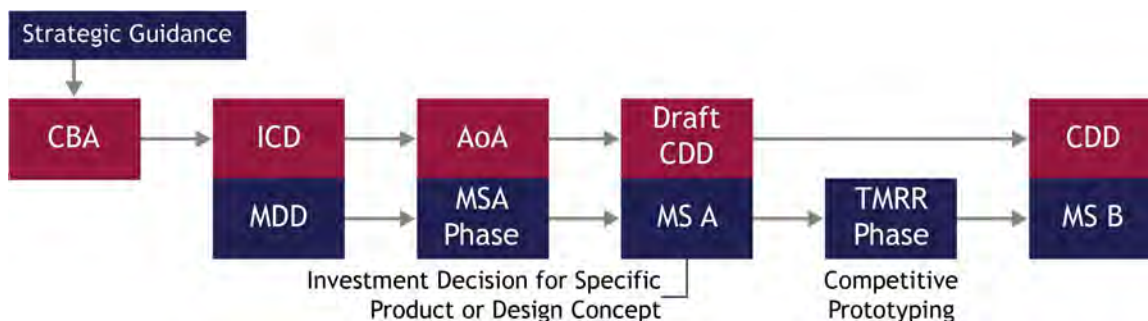 Strategic Guidance
CBA
ICD
AoA
Draft
CDD
CDD
MDD
MSA
Phase
MS A
TMRR
Phase
MS B
Investment Decision for Specific
Product or Design Concept
Competitive
Prototyping